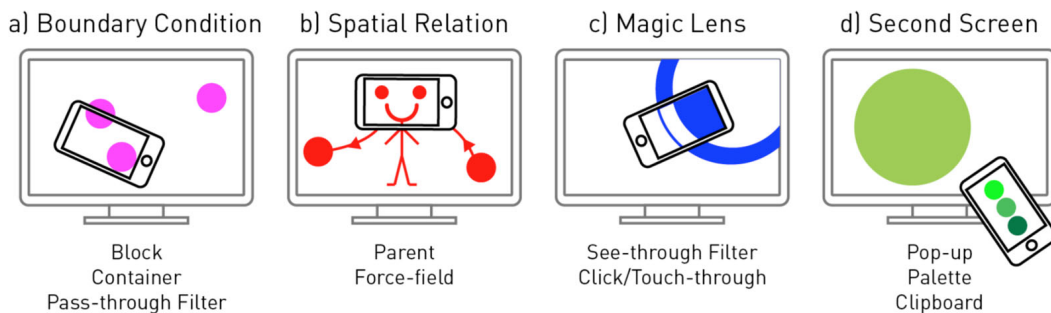 a) Boundary Condition
Block
Container
Pass-through Filter
b) Spatial Relation
Parent
Force-field
c) Magic Lens
See-through Filter
Click/Touch-through
d) Second Screen
Pop-up
Palette
Clipboard